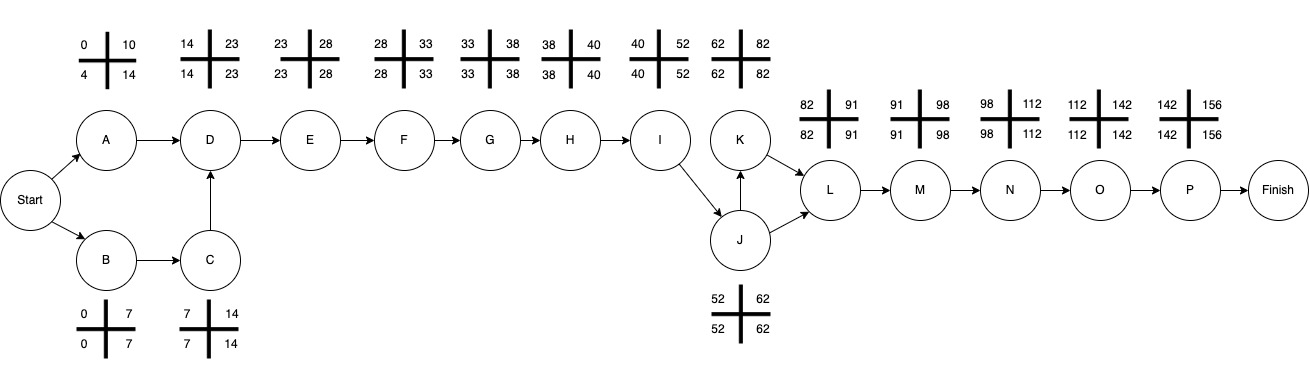 0 10
4 14
14 23
14 23
23 28
23 28
28 33
28 33
33 38
33 38
38 40
38 40
40 52
40 52
62 82
62 82
82 91
82 91
91 98
91 98
98 112
98 112
112 142
112 142
142 156
142 156
A
D
E
F
G
H
I
K
Start
L
M
N
O
P
Finish
B
C
J
0 7
0 7
7 14
7 14
52 62
52 62